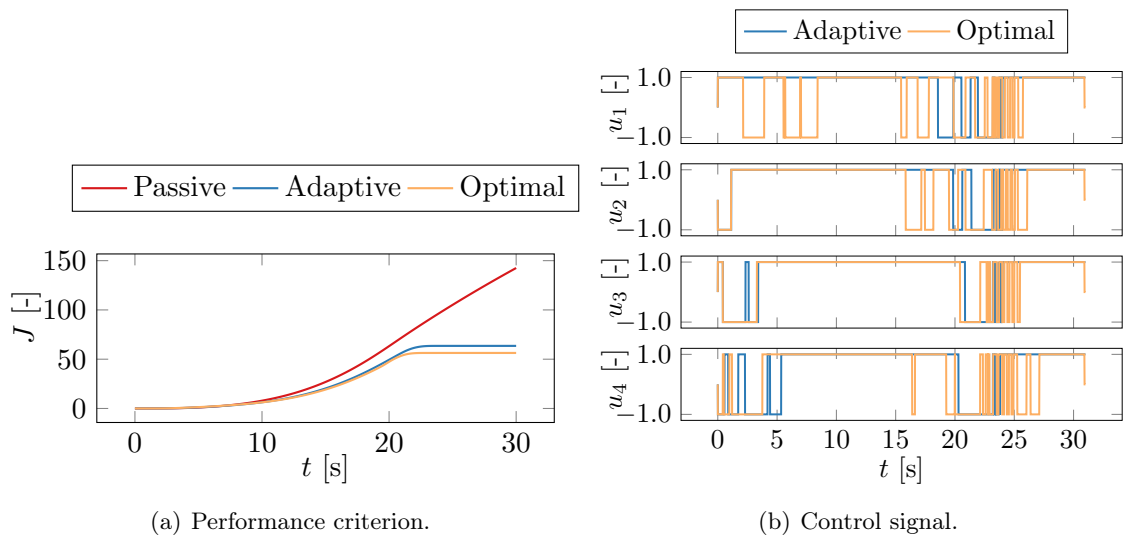 Passive Adaptive Optimal
150
100
50
0
J [-]
0 10 20 30
t [s]
(a) Performance criterion.
Adaptive Optimal
1.0
−1.0
u1 [-]
1.0
−1.0
u2 [-]
1.0
−1.0
u3 [-]
1.0
−1.0
u4 [-]
0 5 10 15 20 25 30
t [s]
(b) Control signal.